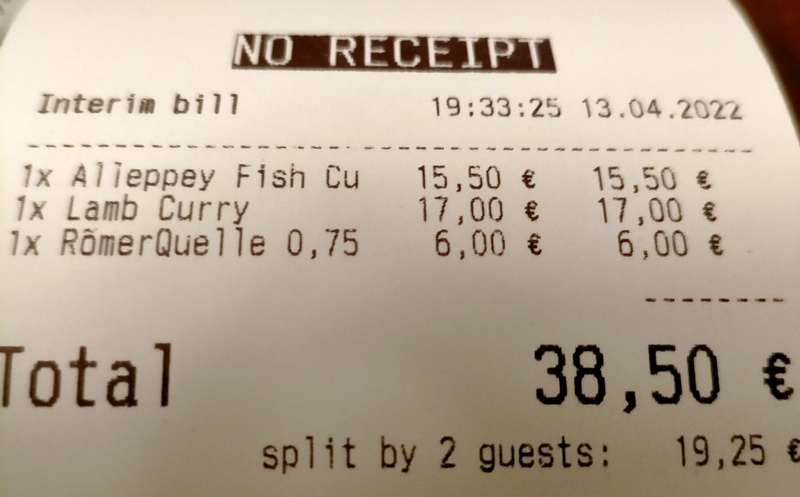 NO RECEIPT
Interim bill 19:33:25 13.04.2022
1x Alleppey Fish Cu 15,50 € 15,50 €
1x Lamb Curry 17,00 € 17,00 €
1x RömerQuelle 0,75 6,00 € 6,00 €
Total 38,50 €
split by 2 guests: 19,25 €